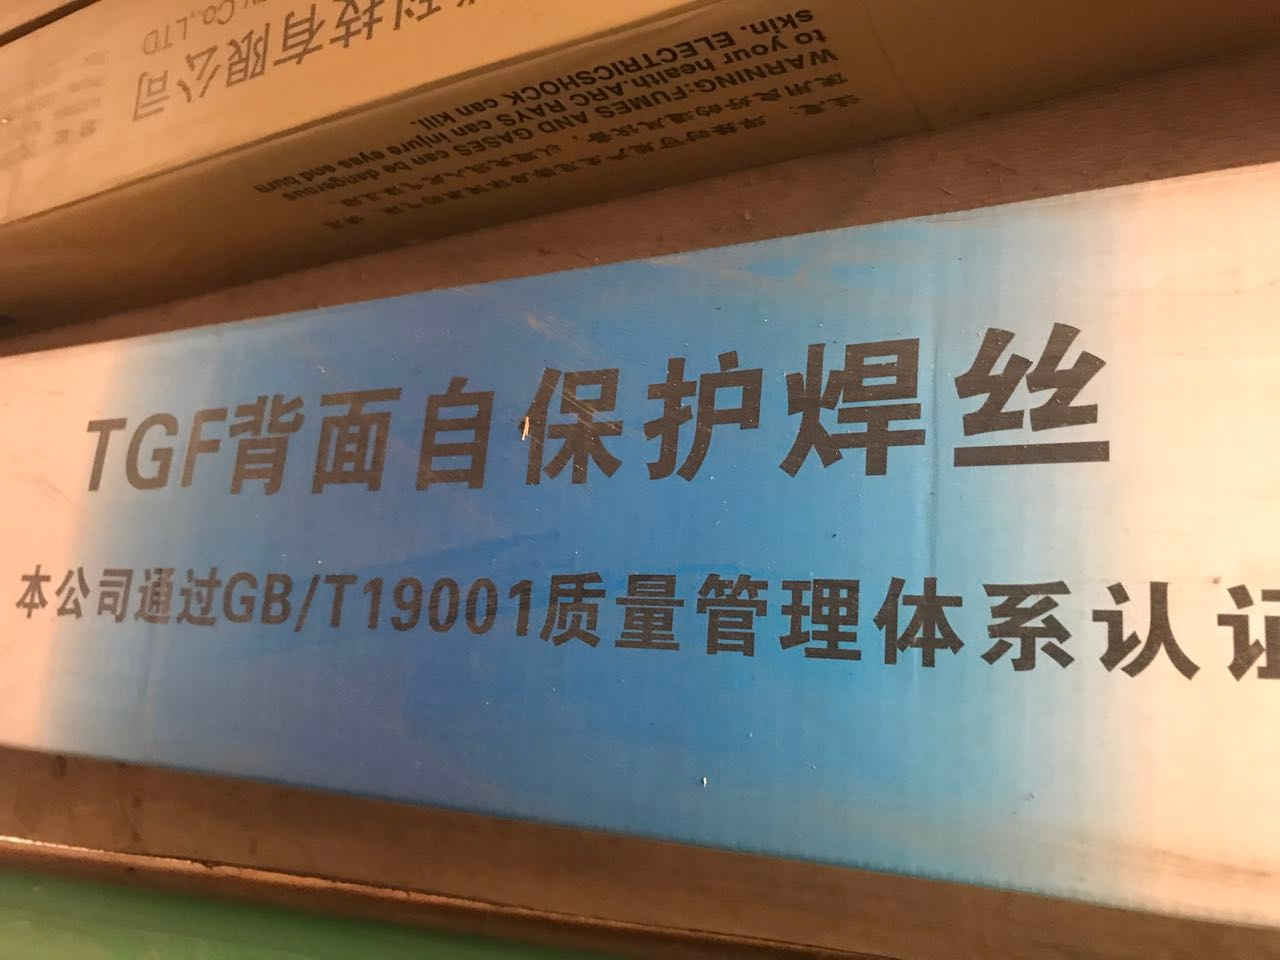 科技有限公司
Co.,LTD
WARNING:FUMES AND GASES can be dangerous
to your health.ARC RAYS can injure eyes and burn
skin. ELECTRICSHOCK can kill.
TGF背面自保护焊丝
本公司通过GB/T19001质量管理体系认证